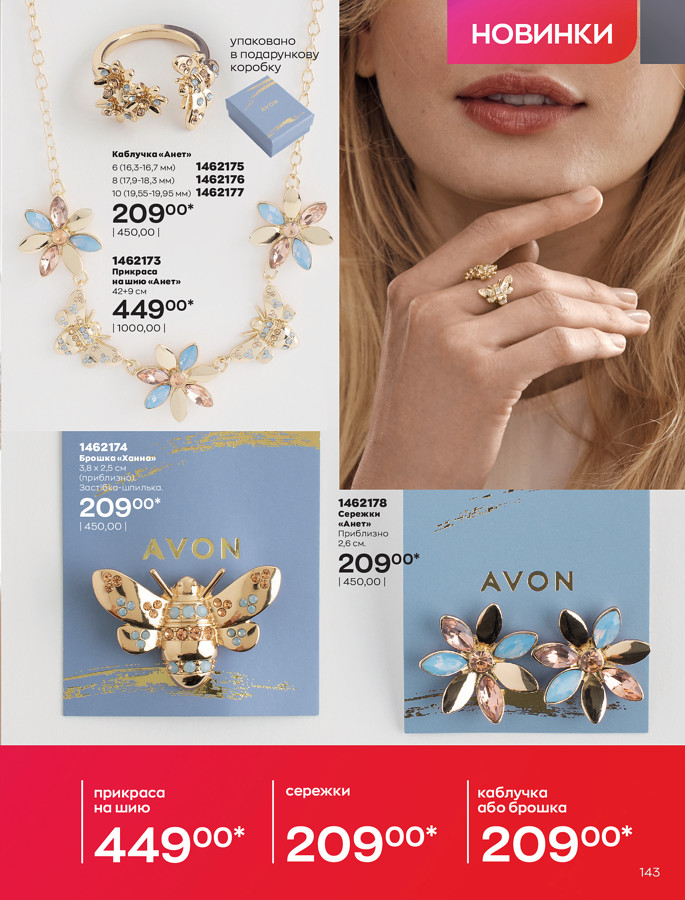 НОВИНКИ
упаковано
в подарункову
коробку
AVON
Каблучка «Анет»
6 (16,3-16,7 мм) 1462175
8 (17,9-18,3 мм) 1462176
10 (19,55-19,95 мм) 1462177
209⁰⁰*
| 450,00 |
1462173
Прикраса
на шию «Анет»
42+9 см
449⁰⁰*
| 1000,00 |
1462174
Брошка «Ханна»
3,8 х 2,5 см
(приблизно).
Застібка-шпилька.
209⁰⁰*
| 450,00 |
AVON
1462178
Сережки
«Анет»
Приблизно
2,6 см.
209⁰⁰*
| 450,00 |
AVON
прикраса
на шию
449⁰⁰*
сережки
209⁰⁰*
каблучка
або брошка
209⁰⁰*
143